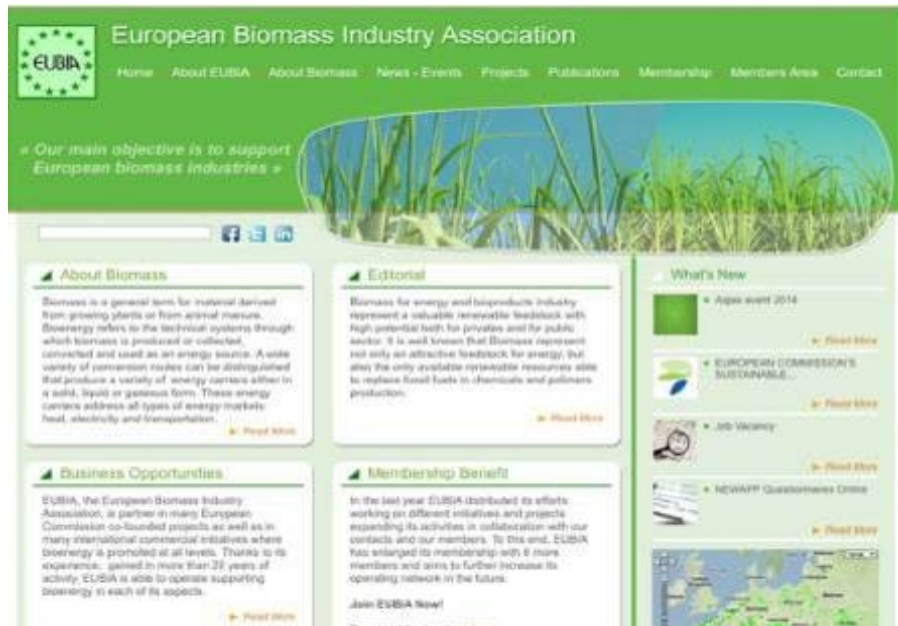 European Biomass Industry Association
EUBIA
Home About EUBIA About Biomass News - Events Projects Publications Membership Members Area Contact
« Our main objective is to support
European biomass industries »
About Biomass
Biomass is a general term for material derived
from growing plants or from animal manure.
Bioenergy refers to the technical systems through
which biomass is produced or collected,
converted and used as an energy source. A wide
variety of conversion routes can be distinguished
that produce a variety of energy carriers either in
a solid, liquid or gaseous form. These energy
carriers address all types of energy markets:
heat, electricity and transportation.
Read More
Editorial
Biomass for energy and bioproducts industry
represent a valuable renewable feedstock with
high potential both for privates and for public
sector. It is well known that Biomass represent
not only an attractive feedstock for energy, but
also the only available renewable resources able
to replace fossil fuels in chemicals and polimers
production.
Read More
Business Opportunities
EUBIA, the European Biomass Industry
Association, is partner in many European
Commission co-founded projects as well as in
many international commercial initiatives where
bioenergy is promoted at all levels. Thanks to its
experience, gained in more than 20 years of
activity, EUBIA is able to operate supporting
bioenergy in each of its aspects.
Read More
Membership Benefit
In the last year EUBIA distributed its efforts
working on different initiatives and projects
expanding its activities in collaboration with our
contacts and our members. To this end, EUBIA
has enlarged its membership with 6 more
members and aims to further increase its
operating network in the future.
Join EUBIA Now!
What's New
event 2014
Read More
EUROPEAN COMMISSION'S
SUSTAINABLE...
Read More
Job Vacancy
Read More
NEWAPP Questionnaires Online
Read More